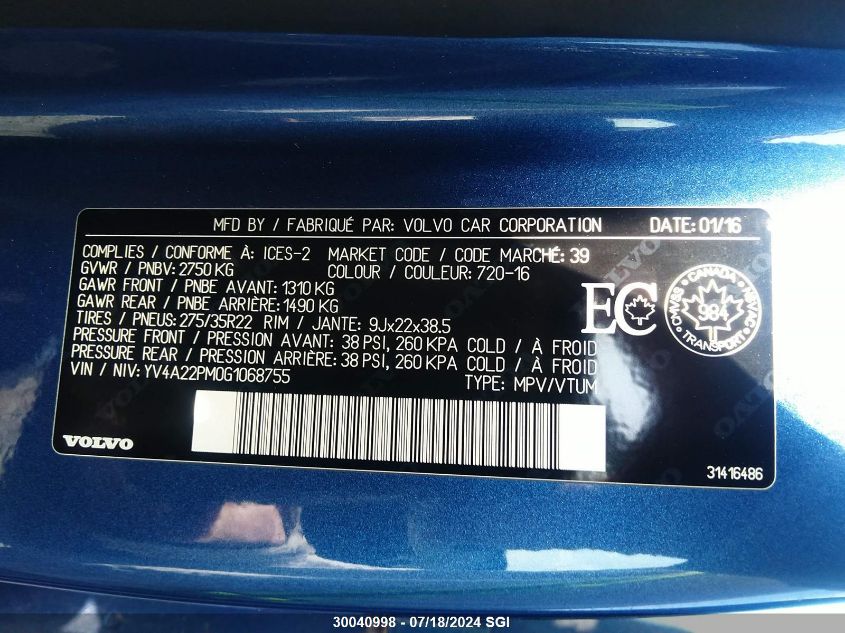 MFD BY / FABRIQUÉ PAR: VOLVO CAR CORPORATION DATE: 01/16
COMPLIES / CONFORME À: ICES-2 MARKET CODE / CODE MARCHÉ: 39
GVWR / PNBV: 2750 KG COLOUR / COULEUR: 720-16
GAWR FRONT / PNBE AVANT: 1310 KG
GAWR REAR / PNBE ARRIÈRE: 1490 KG
TIRES / PNEUS: 275/35R22 RIM / JANTE: 9Jx22x38.5
PRESSURE FRONT / PRESSION AVANT: 38 PSI, 260 KPA COLD / À FROID
PRESSURE REAR / PRESSION ARRIÈRE: 38 PSI, 260 KPA COLD / À FROID
VIN / NIV: YV4A22PM0G1068755 TYPE: MPV/VTUM
EC
CANADA
CMVSS NSVAC
984
TRANSPORT
VOLVO
31416486
30040998 - 07/18/2024 SGI